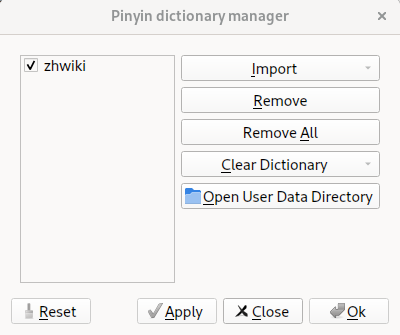 Pinyin dictionary manager
zhwiki
Import
Remove
Remove All
Clear Dictionary
Open User Data Directory
Reset
Apply
Close
Ok